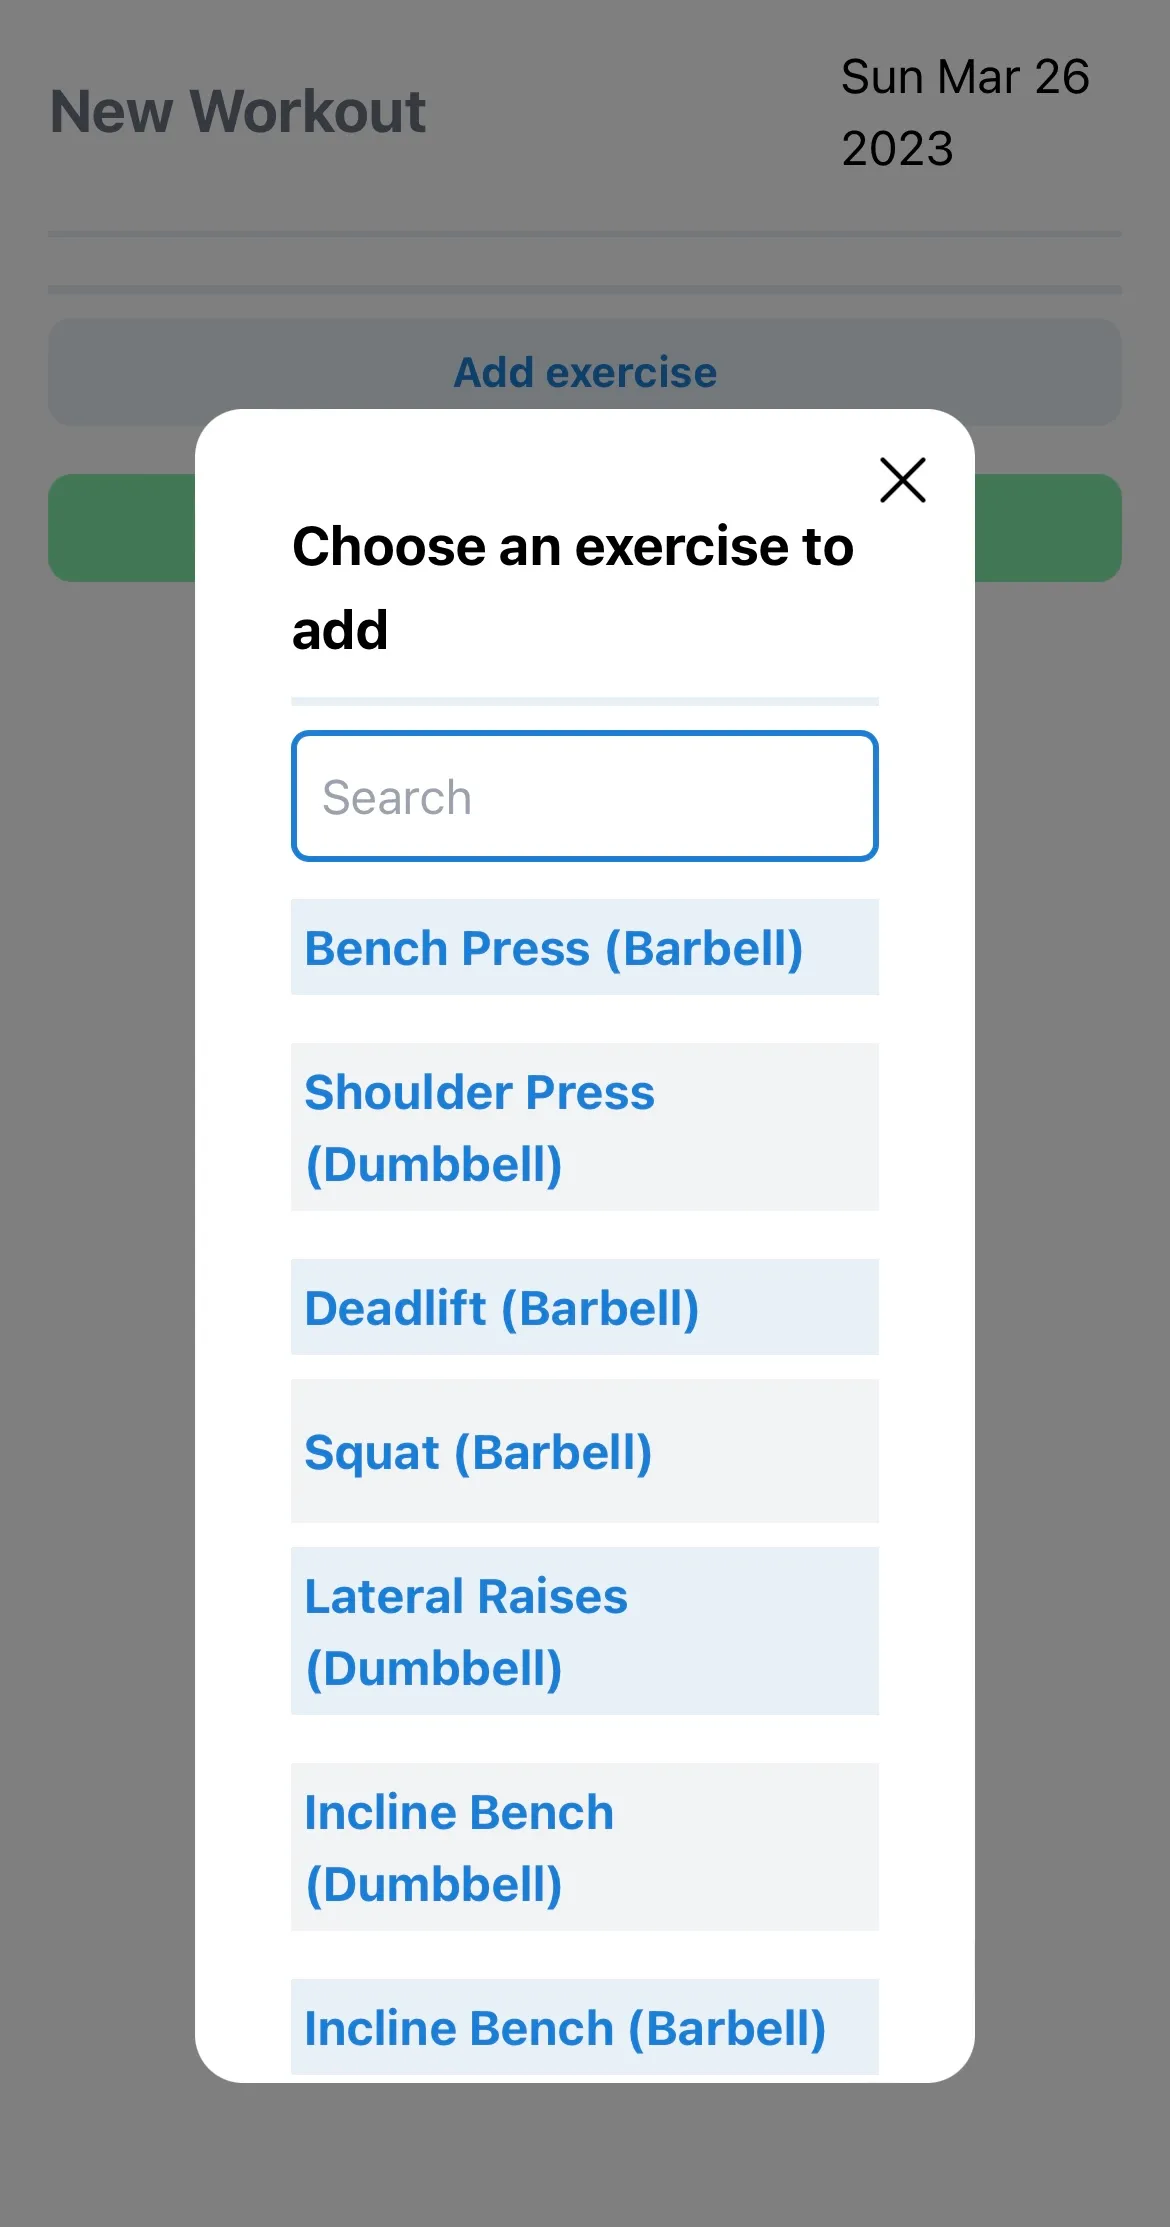 New Workout
Sun Mar 26
2023
Add exercise
Choose an exercise to
add
Search
Bench Press (Barbell)
Shoulder Press
(Dumbbell)
Deadlift (Barbell)
Squat (Barbell)
Lateral Raises
(Dumbbell)
Incline Bench
(Dumbbell)
Incline Bench (Barbell)